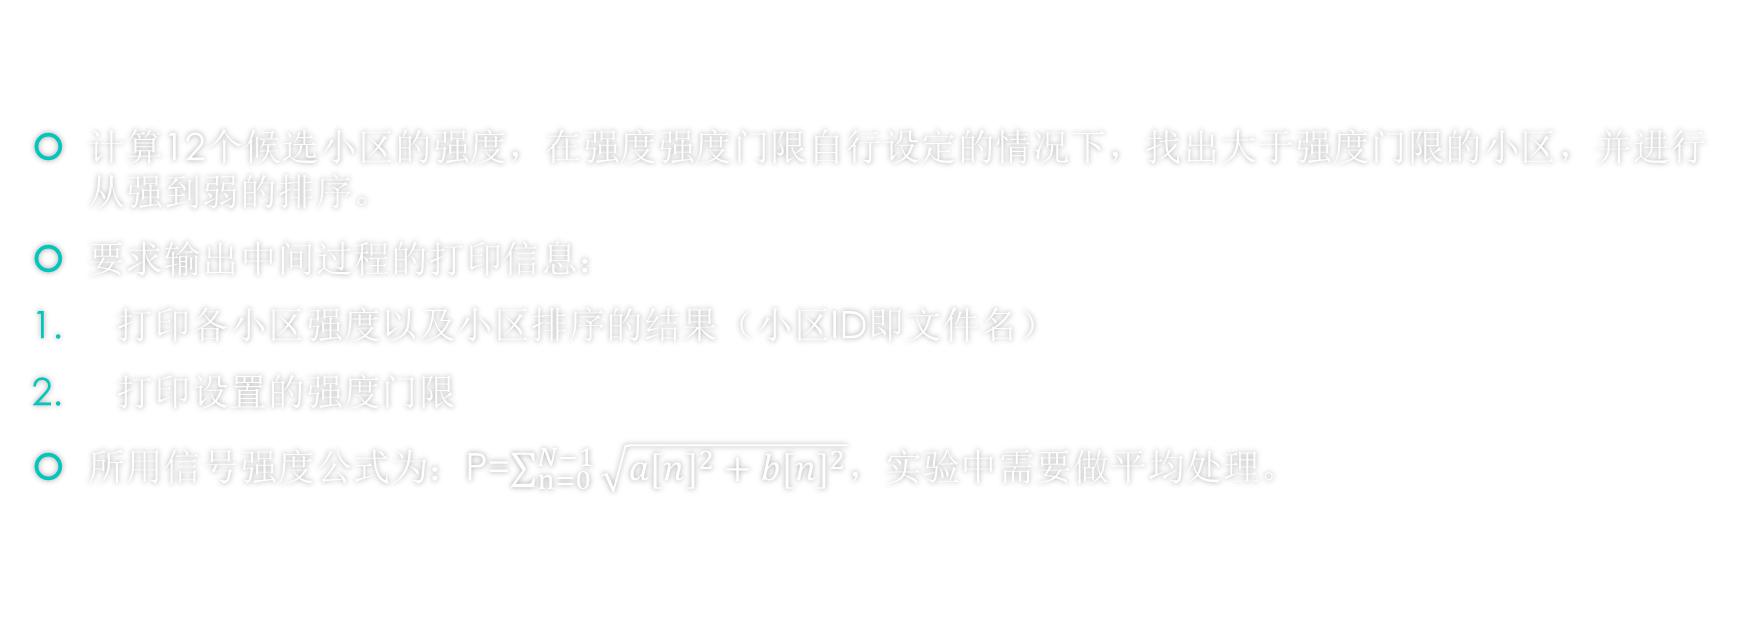 计算12个候选小区的强度，在强度强度门限自行设定的情况下，找出大于强度门限的小区，并进行
从强到弱的排序。
要求输出中间过程的打印信息：
1. 打印各小区强度以及小区排序的结果（小区ID即文件名）
2. 打印设置的强度门限
所用信号强度公式为：P=∑_{n=0}^{N−1} √(a[n]² + b[n]²)，实验中需要做平均处理。